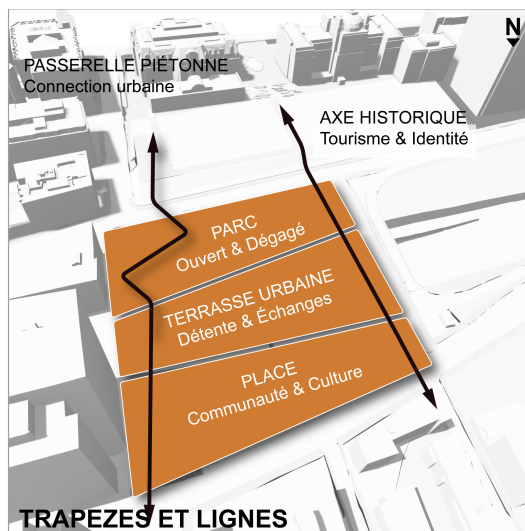 N
PASSERELLE PIÉTONNE
Connection urbaine
AXE HISTORIQUE
Tourisme & Identité
PARC
Ouvert & Dégagé
TERRASSE URBAINE
Détente & Échanges
PLACE
Communauté & Culture
TRAPEZES ET LIGNES